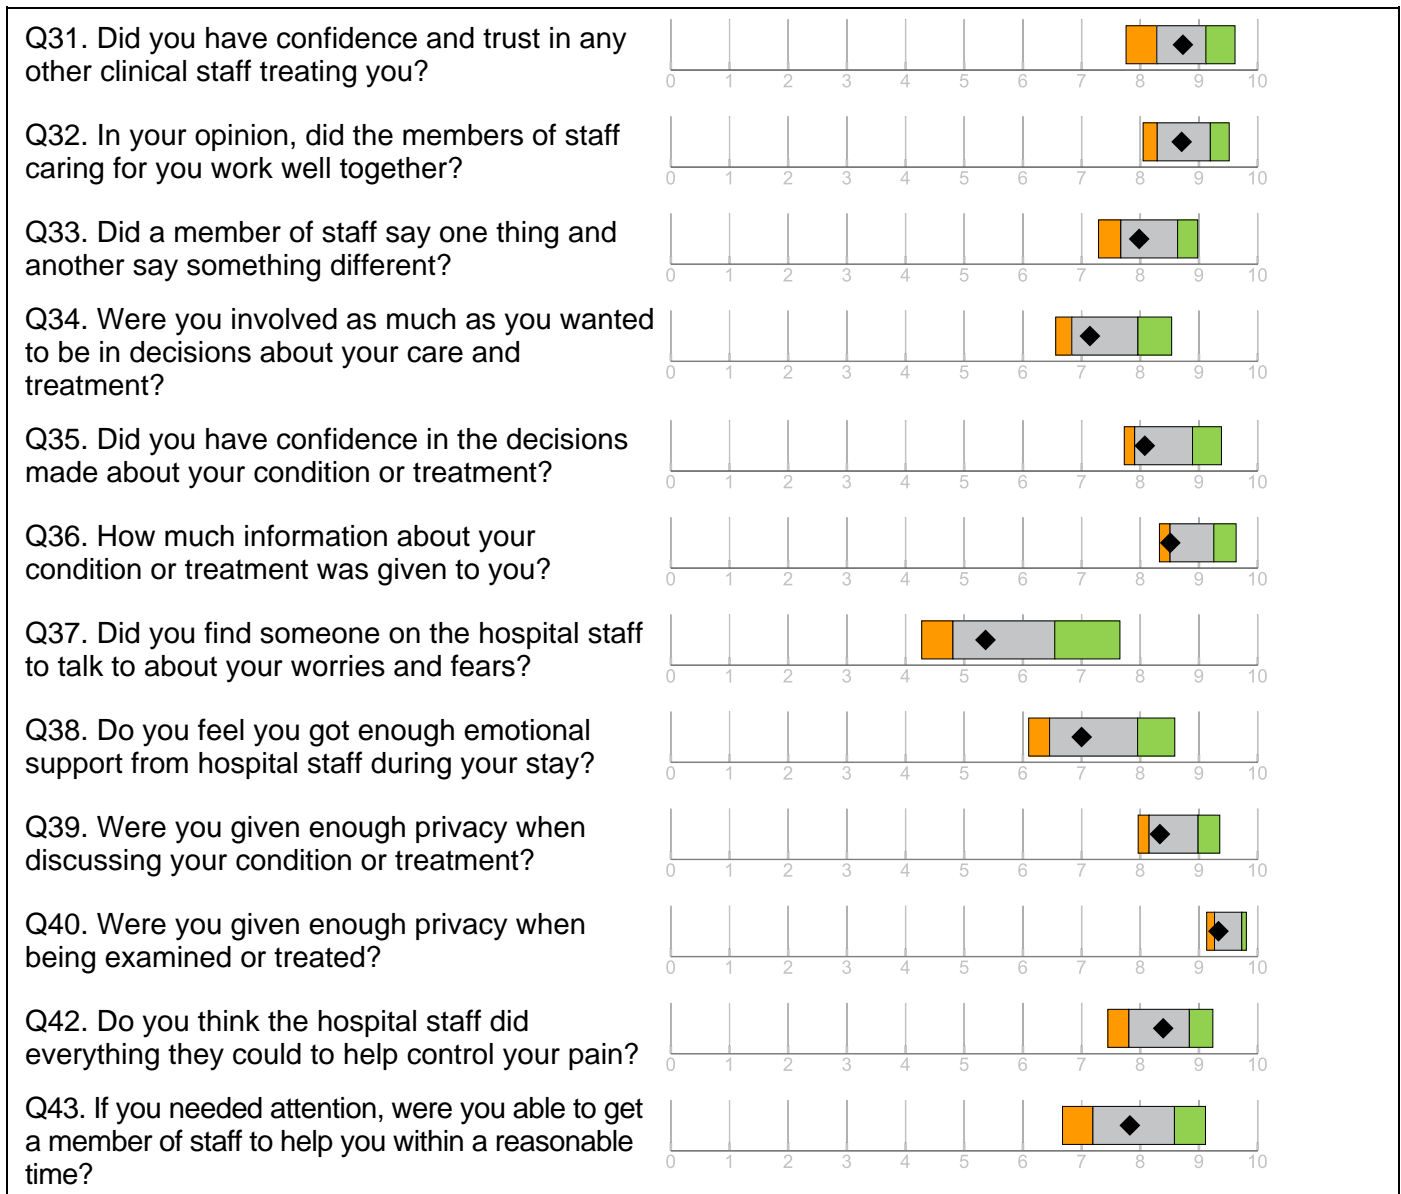 Q31. Did you have confidence and trust in any
other clinical staff treating you?
0 1 2 3 4 5 6 7 8 9 10
Q32. In your opinion, did the members of staff
caring for you work well together?
0 1 2 3 4 5 6 7 8 9 10
Q33. Did a member of staff say one thing and
another say something different?
0 1 2 3 4 5 6 7 8 9 10
Q34. Were you involved as much as you wanted
to be in decisions about your care and
treatment?
0 1 2 3 4 5 6 7 8 9 10
Q35. Did you have confidence in the decisions
made about your condition or treatment?
0 1 2 3 4 5 6 7 8 9 10
Q36. How much information about your
condition or treatment was given to you?
0 1 2 3 4 5 6 7 8 9 10
Q37. Did you find someone on the hospital staff
to talk to about your worries and fears?
0 1 2 3 4 5 6 7 8 9 10
Q38. Do you feel you got enough emotional
support from hospital staff during your stay?
0 1 2 3 4 5 6 7 8 9 10
Q39. Were you given enough privacy when
discussing your condition or treatment?
0 1 2 3 4 5 6 7 8 9 10
Q40. Were you given enough privacy when
being examined or treated?
0 1 2 3 4 5 6 7 8 9 10
Q42. Do you think the hospital staff did
everything they could to help control your pain?
0 1 2 3 4 5 6 7 8 9 10
Q43. If you needed attention, were you able to get
a member of staff to help you within a reasonable
time?
0 1 2 3 4 5 6 7 8 9 10